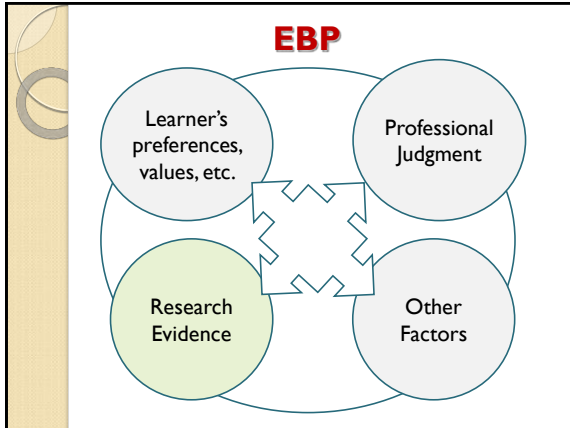 EBP
Learner's
preferences,
values, etc.
Professional
Judgment
Research
Evidence
Other
Factors